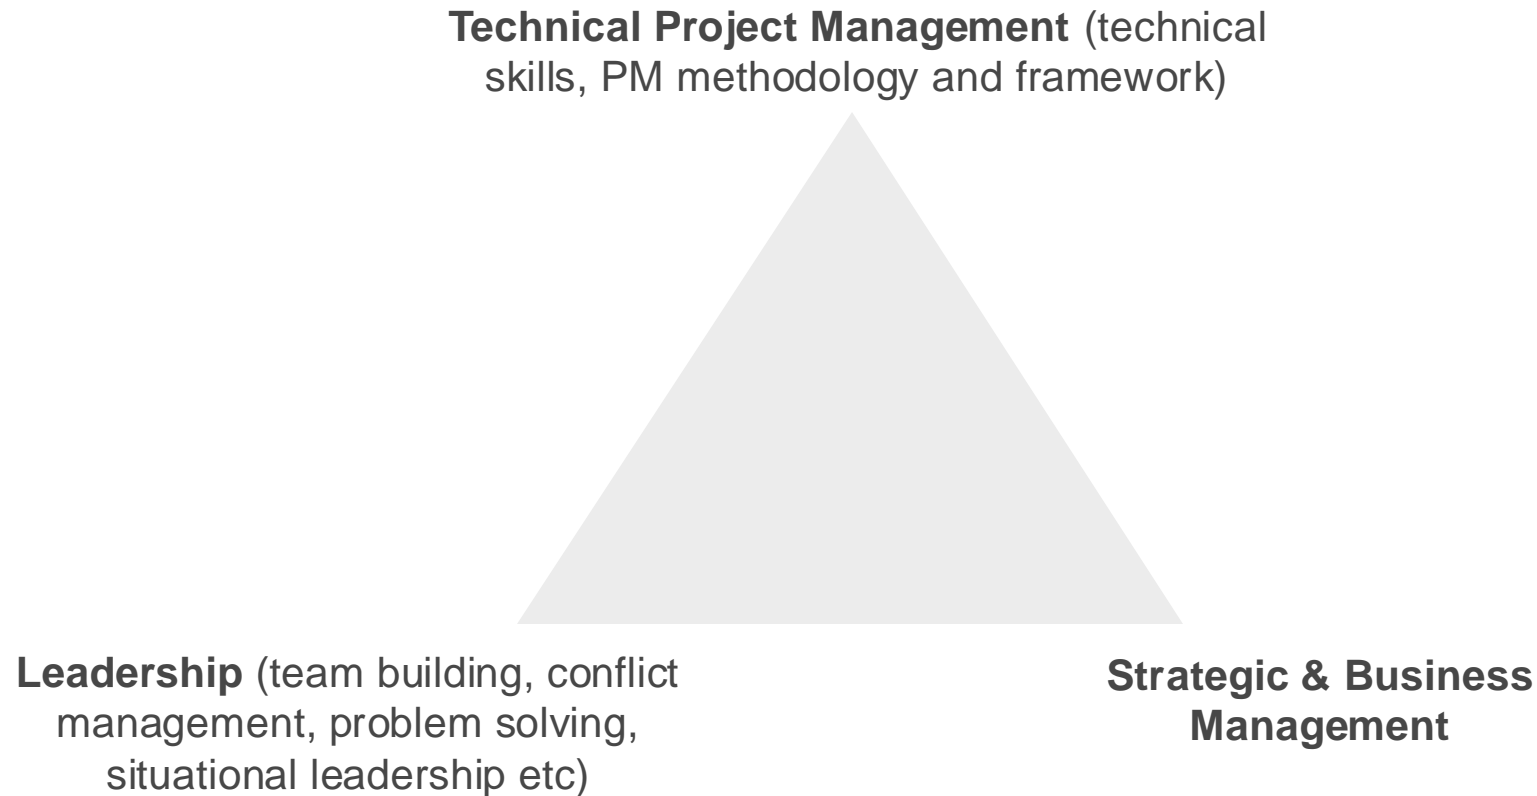 Technical Project Management (technical
skills, PM methodology and framework)
Leadership (team building, conflict
management, problem solving,
situational leadership etc)
Strategic & Business
Management